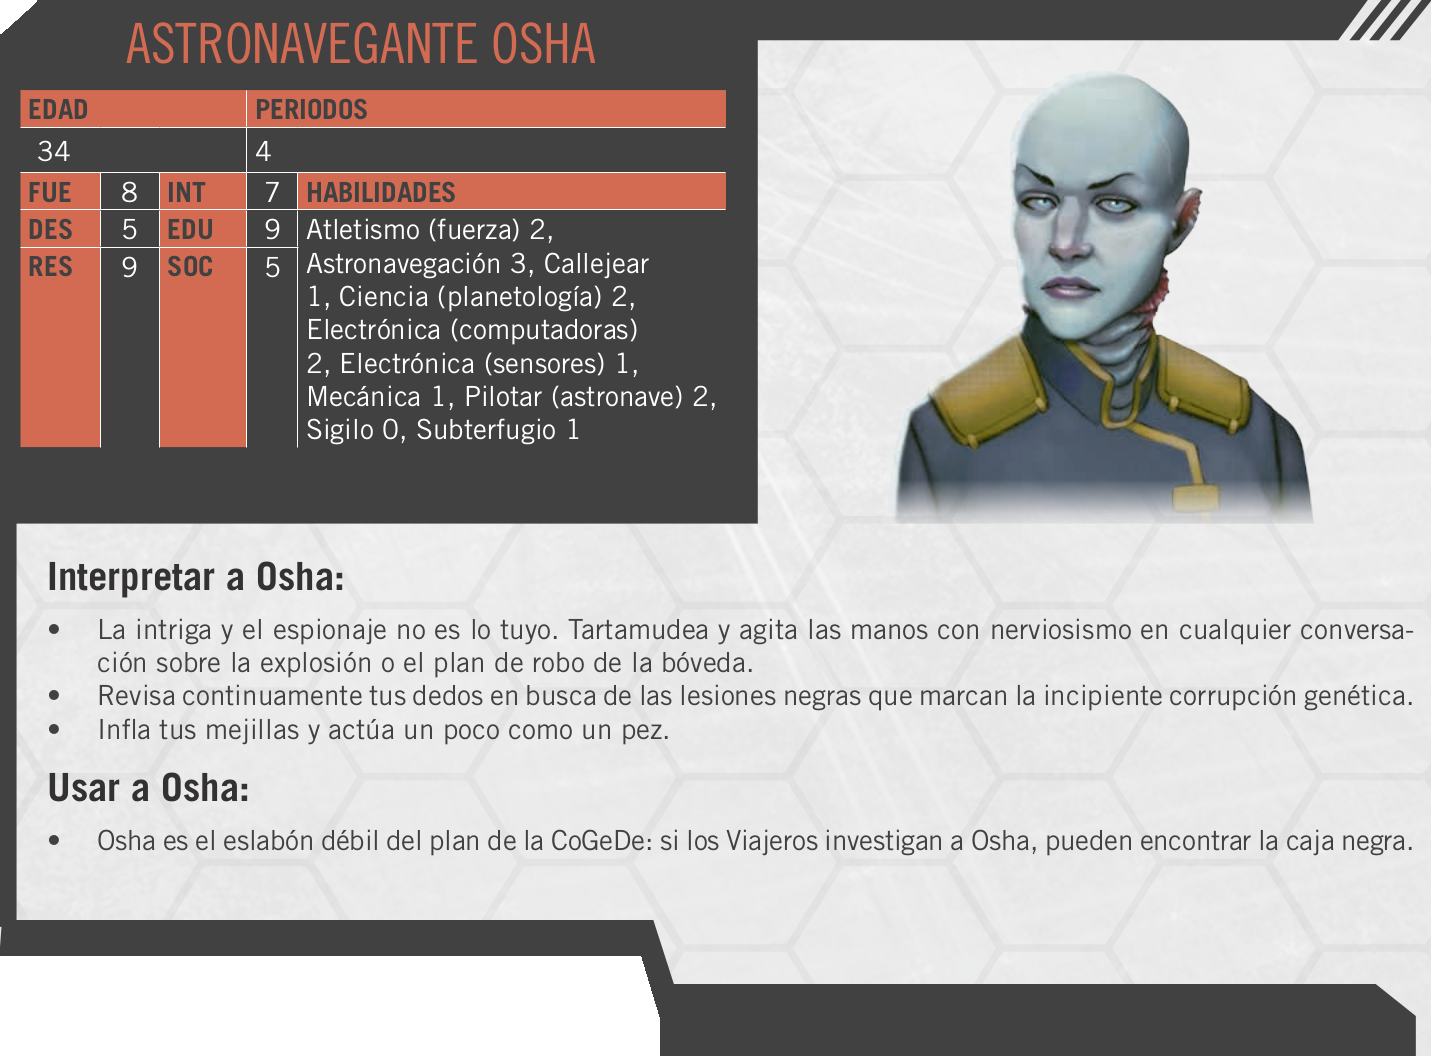 ASTRONAVEGANTE OSHA
EDAD PERIODOS
34 4
FUE 8 INT 7 HABILIDADES
DES 5 EDU 9 Atletismo (fuerza) 2,
RES 9 SOC 5 Astronavegación 3, Callejear
1, Ciencia (planetología) 2,
Electrónica (computadoras)
2, Electrónica (sensores) 1,
Mecánica 1, Pilotar (astronave) 2,
Sigilo 0, Subterfugio 1
Interpretar a Osha:
• La intriga y el espionaje no es lo tuyo. Tartamudea y agita las manos con nerviosismo en cualquier conversa-
ción sobre la explosión o el plan de robo de la bóveda.
• Revisa continuamente tus dedos en busca de las lesiones negras que marcan la incipiente corrupción genética.
• Infla tus mejillas y actúa un poco como un pez.
Usar a Osha:
• Osha es el eslabón débil del plan de la CoGeDe: si los Viajeros investigan a Osha, pueden encontrar la caja negra.